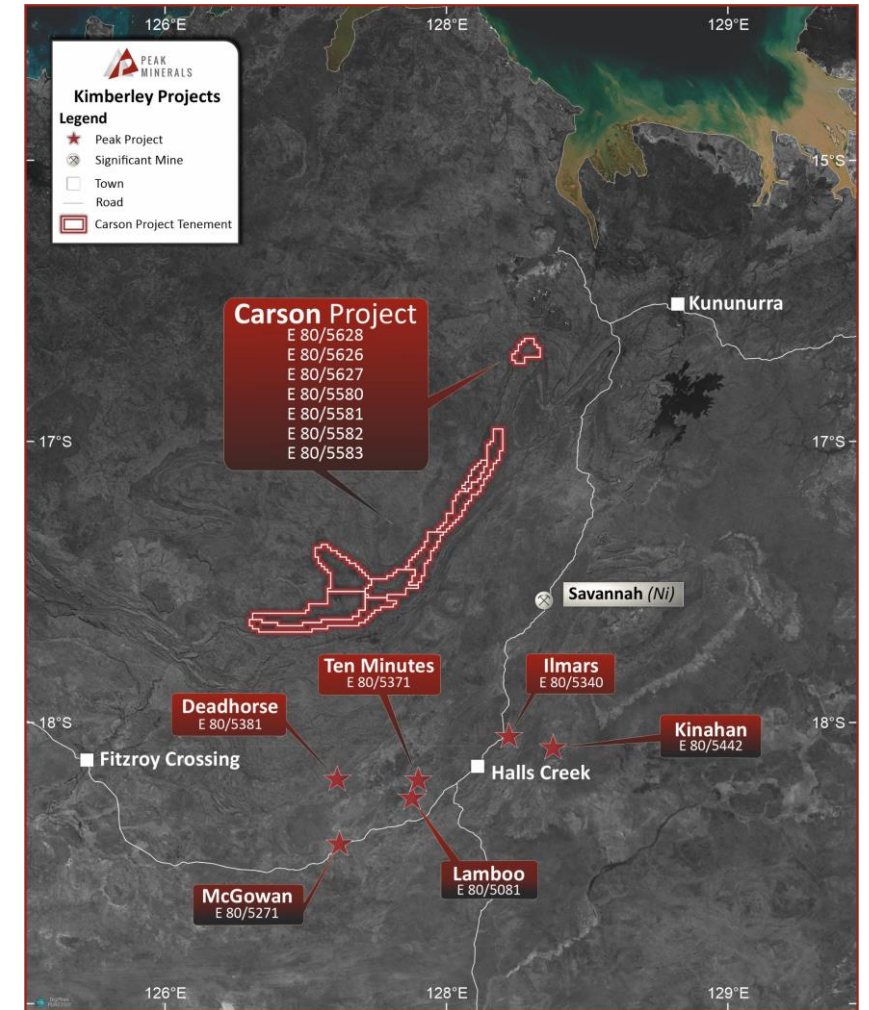 126°E
128°E
129°E
PEAK
MINERALS
Kimberley Projects
Legend
Peak Project
Significant Mine
Town
Road
Carson Project Tenement
15°S
Kununurra
Carson Project
E 80/5628
E 80/5626
E 80/5627
E 80/5580
E 80/5581
E 80/5582
E 80/5583
17°S
17°S
Savannah (Ni)
Ten Minutes
E 80/5371
Ilmars
E 80/5340
Deadhorse
E 80/5381
18°S
18°S
Kinahan
E 80/5442
Fitzroy Crossing
Halls Creek
Lamboo
E 80/5081
McGowan
E 80/5271
126°E
128°E
129°E